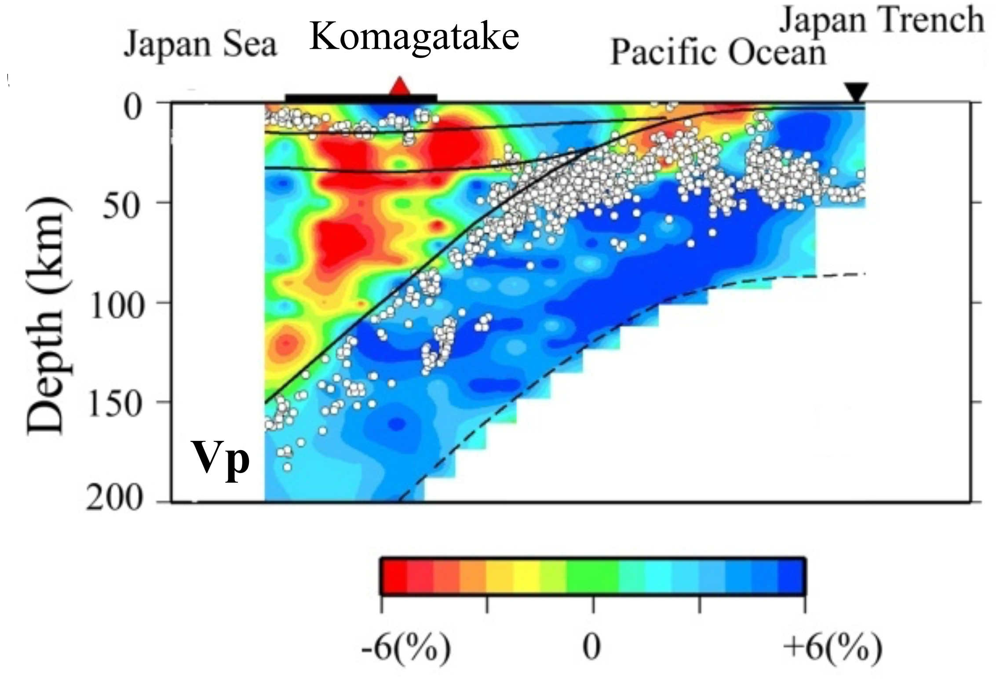 Japan Sea
Komagatake
Pacific Ocean
Japan Trench
Depth (km)
0
50
100
150
200
Vp
-6(%)
0
+6(%)